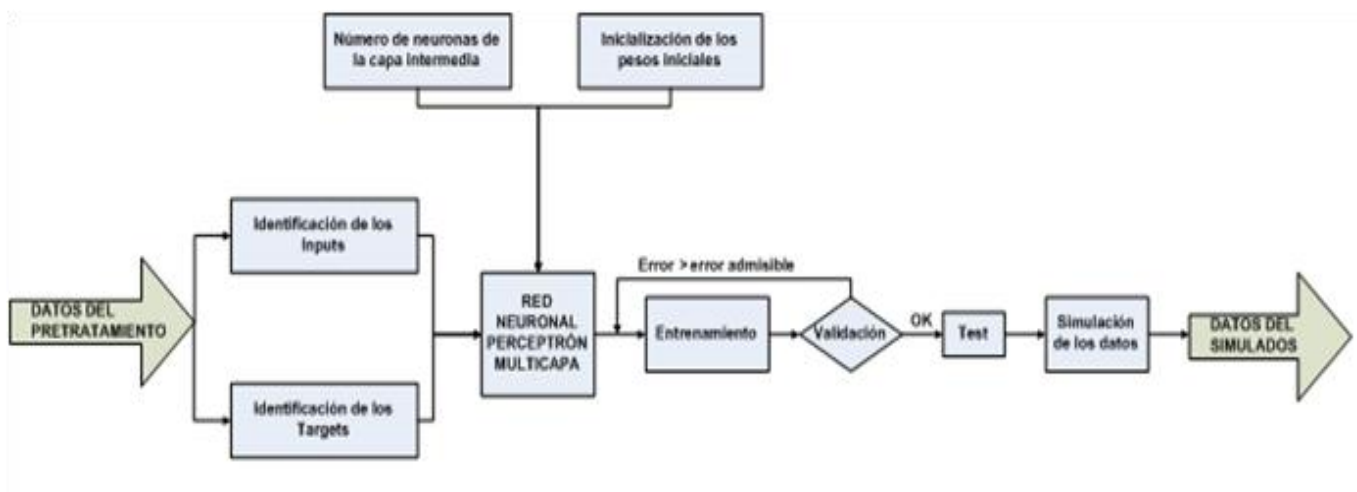 Número de neuronas de
la capa intermedia
Inicialización de los
pesos iniciales
Identificación de los
Inputs
DATOS DEL
PRETRATAMIENTO
Identificación de los
Targets
RED
NEURONAL
PERCEPTRÓN
MULTICAPA
Error > error admisible
Entrenamiento
Validación
OK
Test
Simulación
de los datos
DATOS DEL
SIMULADOS